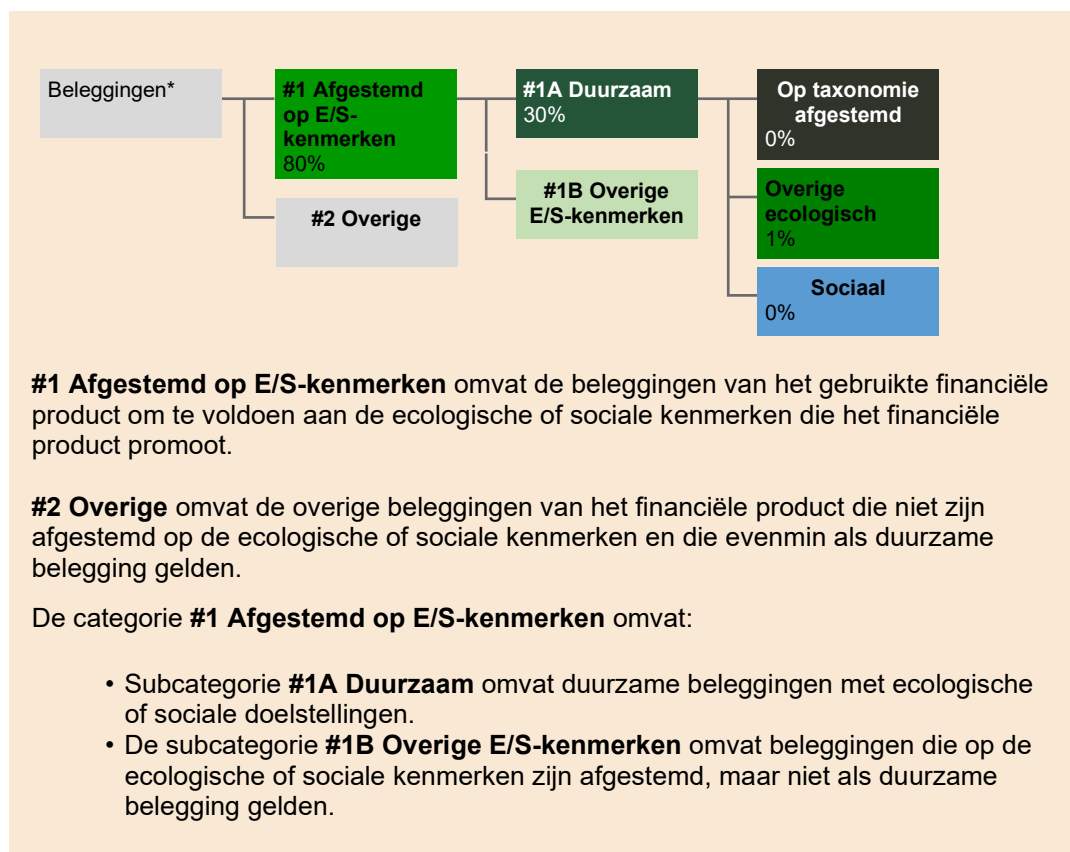 Beleggingen*
#1 Afgestemd
op E/S-
kenmerken
80%
#2 Overige
#1A Duurzaam
30%
#1B Overige
E/S-kenmerken
Op taxonomie
afgestemd
0%
Overige
ecologisch
1%
Sociaal
0%
#1 Afgestemd op E/S-kenmerken omvat de beleggingen van het gebruikte financiële
product om te voldoen aan de ecologische of sociale kenmerken die het financiële
product promoot.
#2 Overige omvat de overige beleggingen van het financiële product die niet zijn
afgestemd op de ecologische of sociale kenmerken en die evenmin als duurzame
belegging gelden.
De categorie #1 Afgestemd op E/S-kenmerken omvat:
• Subcategorie #1A Duurzaam omvat duurzame beleggingen met ecologische
of sociale doelstellingen.
• De subcategorie #1B Overige E/S-kenmerken omvat beleggingen die op de
ecologische of sociale kenmerken zijn afgestemd, maar niet als duurzame
belegging gelden.